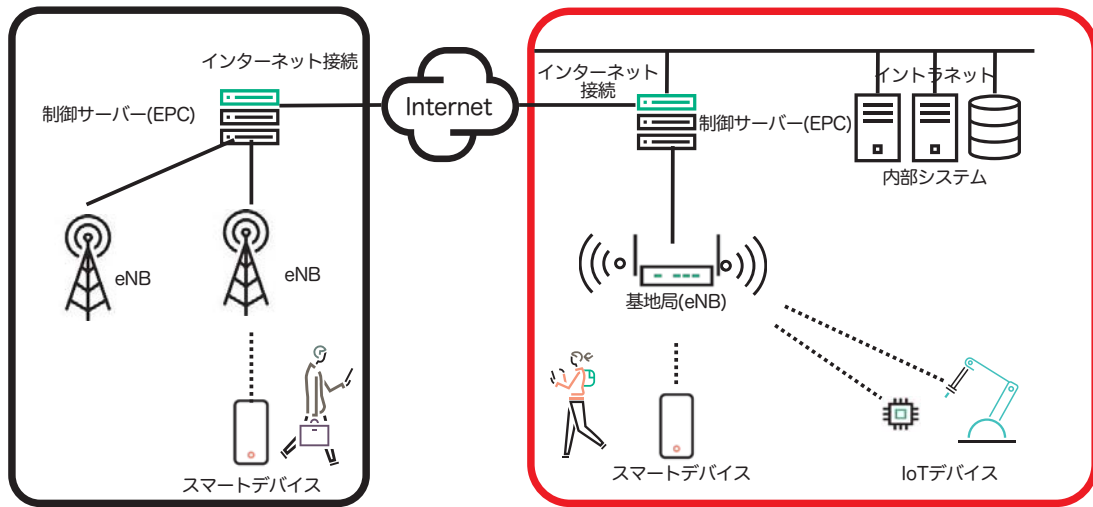 インターネット接続
制御サーバー(EPC)
eNB
eNB
スマートデバイス
Internet
インターネット
接続
イントラネット
制御サーバー(EPC)
内部システム
基地局(eNB)
スマートデバイス
IoTデバイス